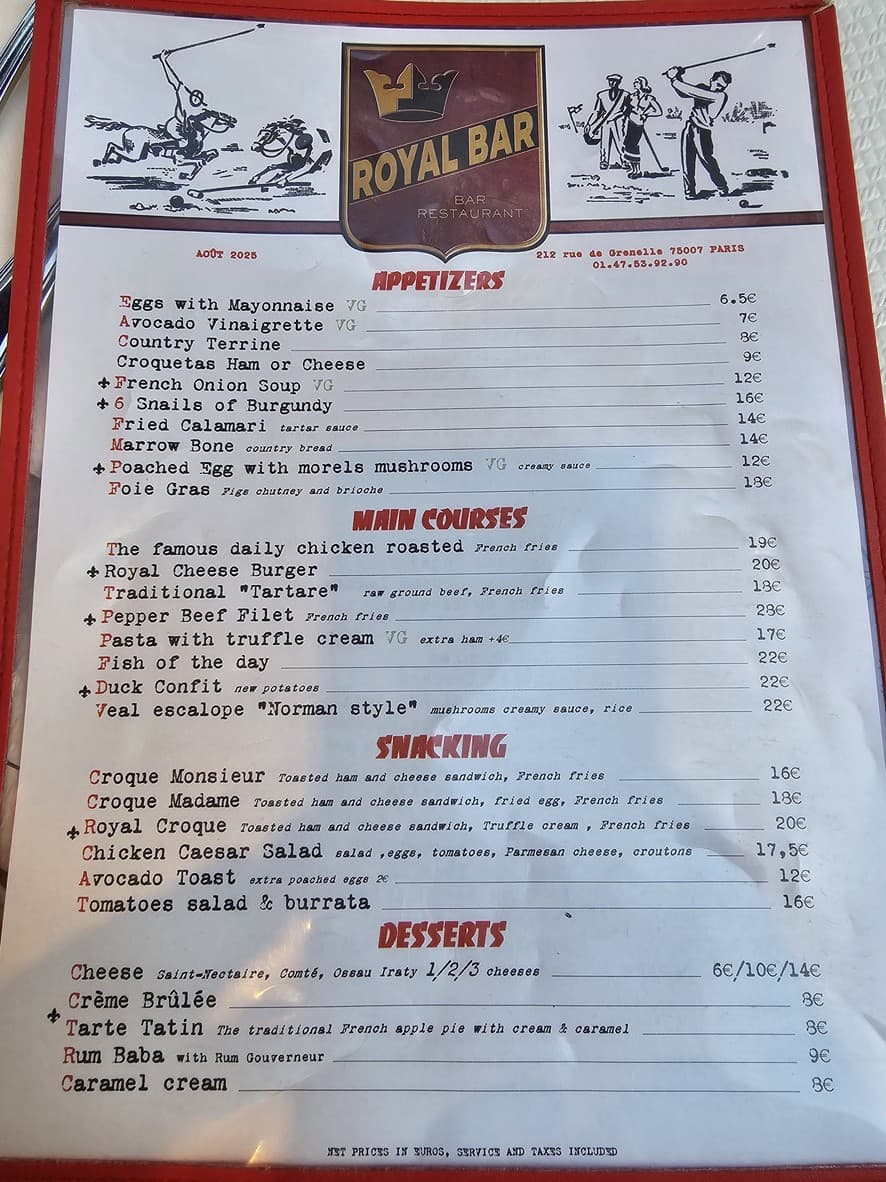 ROYAL BAR
BAR
RESTAURANT
AOÛT 2025
212 rue de Grenelle 75007 PARIS
01.47.53.92.90
APPETIZERS
Eggs with Mayonnaise VG 6.5€
Avocado Vinaigrette VG 7€
Country Terrine 8€
Croquetas Ham or Cheese 9€
French Onion Soup VG 12€
6 Snails of Burgundy 16€
Fried Calamari tartar sauce 14€
Marrow Bone country bread 14€
Poached Egg with morels mushrooms VG creamy sauce 12€
Foie Gras Figs chutney and brioche 18€
MAIN COURSES
The famous daily chicken roasted French fries 19€
Royal Cheese Burger 20€
Traditional "Tartare" raw ground beef, French fries 18€
Pepper Beef Filet French fries 28€
Pasta with truffle cream VG extra ham +4€ 17€
Fish of the day 22€
Duck Confit new potatoes 22€
Veal escalope "Norman style" mushrooms creamy sauce, rice 22€
SNACKING
Croque Monsieur Toasted ham and cheese sandwich, French fries 16€
Croque Madame Toasted ham and cheese sandwich, fried egg, French fries 18€
Royal Croque Toasted ham and cheese sandwich, Truffle cream , French fries 20€
Chicken Caesar Salad salad ,eggs, tomatoes, Parmesan cheese, croutons 17,5€
Avocado Toast extra poached eggs 2€ 12€
Tomatoes salad & burrata 16€
DESSERTS
Cheese Saint-Nectaire, Comté, Ossau Iraty 1/2/3 cheeses 6€/10€/14€
Crème Brûlée 8€
Tarte Tatin The traditional French apple pie with cream & caramel 8€
Rum Baba with Rum Gouverneur 9€
Caramel cream 8€
NET PRICES IN EUROS, SERVICE AND TAXES INCLUDED